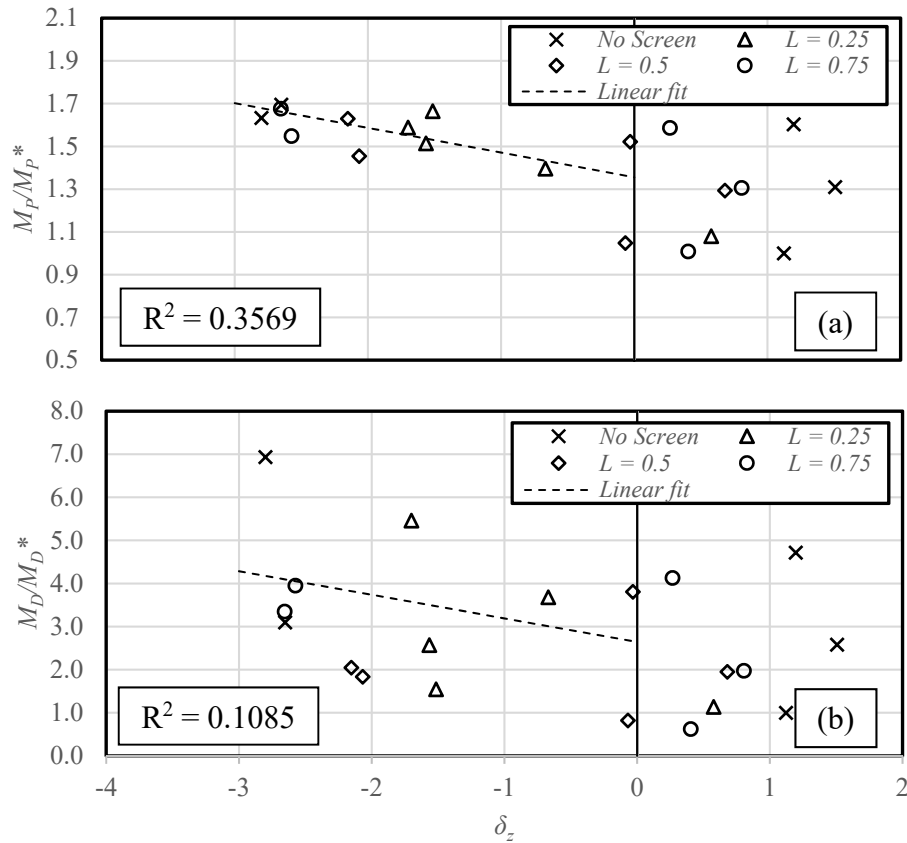 2.1
1.9
1.7
1.5
1.3
1.1
0.9
0.7
0.5
M_P/M_P*
No Screen
L = 0.25
L = 0.5
L = 0.75
Linear fit
R² = 0.3569
(a)
8.0
7.0
6.0
5.0
4.0
3.0
2.0
1.0
0.0
M_D/M_D*
No Screen
L = 0.25
L = 0.5
L = 0.75
Linear fit
R² = 0.1085
(b)
-4 -3 -2 -1 0 1 2
δ_z